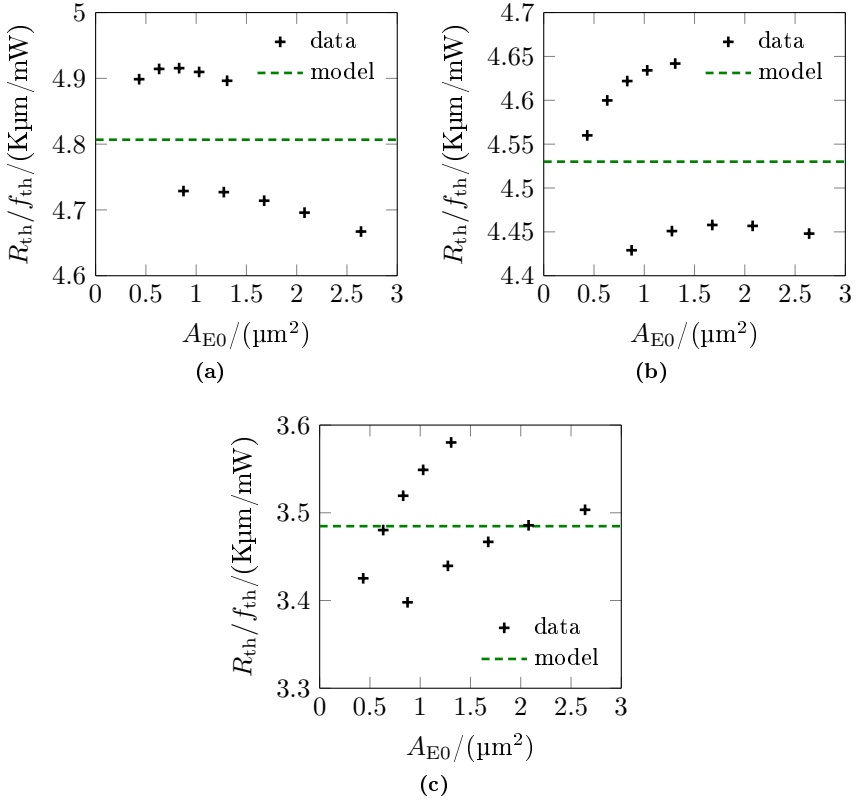 5
4.9
4.8
4.7
4.6
0 0.5 1 1.5 2 2.5 3
R_th/f_th/(Kµm/mW)
A_E0/(µm²)
data
model
(a)
4.7
4.65
4.6
4.55
4.5
4.45
4.4
0 0.5 1 1.5 2 2.5 3
R_th/f_th/(Kµm/mW)
A_E0/(µm²)
data
model
(b)
3.6
3.5
3.4
3.3
0 0.5 1 1.5 2 2.5 3
R_th/f_th/(Kµm/mW)
A_E0/(µm²)
data
model
(c)